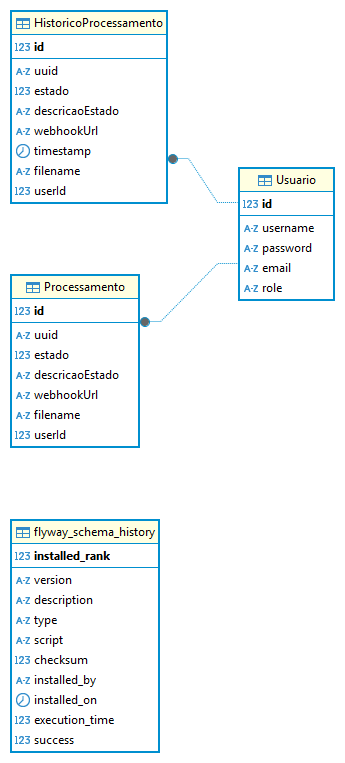 HistoricoProcessamento
123 id
A-Z uuid
123 estado
A-Z descricaoEstado
A-Z webhookUrl
timestamp
A-Z filename
123 userId
Usuario
123 id
A-Z username
A-Z password
A-Z email
A-Z role
Processamento
123 id
A-Z uuid
123 estado
A-Z descricaoEstado
A-Z webhookUrl
A-Z filename
123 userId
flyway_schema_history
123 installed_rank
A-Z version
A-Z description
A-Z type
A-Z script
123 checksum
A-Z installed_by
installed_on
123 execution_time
123 success